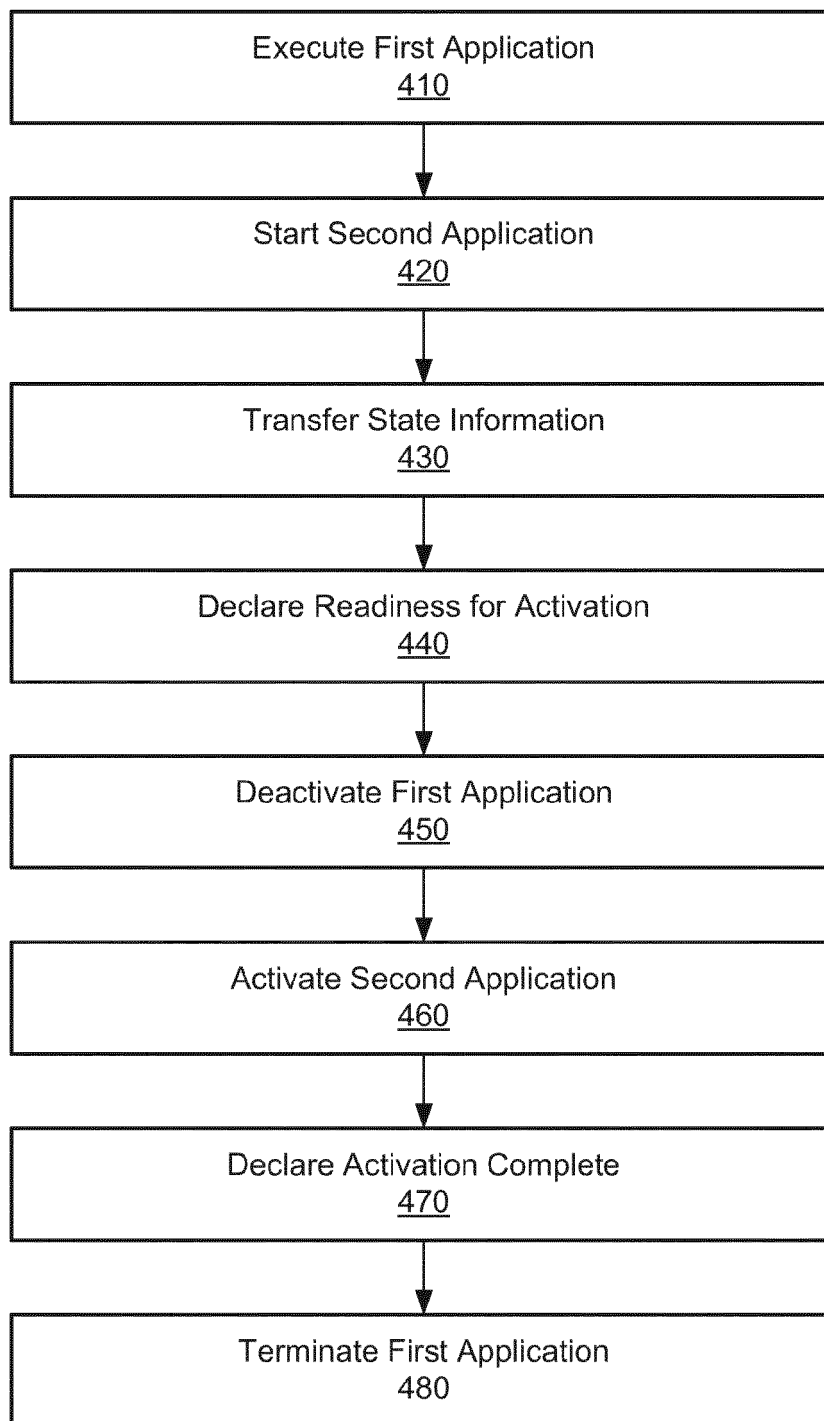 Execute First Application
410
Start Second Application
420
Transfer State Information
430
Declare Readiness for Activation
440
Deactivate First Application
450
Activate Second Application
460
Declare Activation Complete
470
Terminate First Application
480